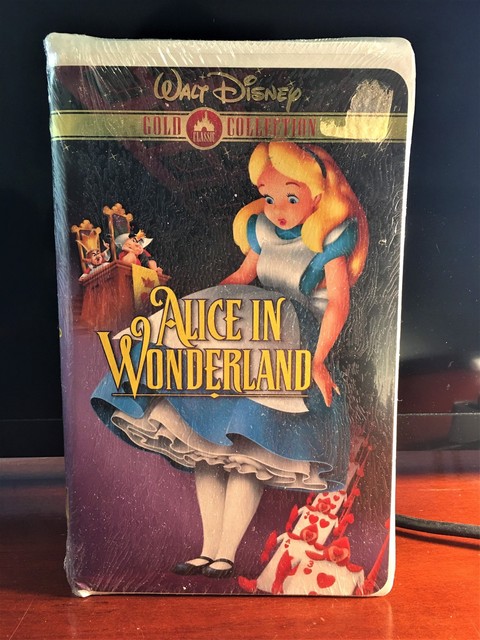 WALT DISNEY
GOLD CLASSIC COLLECTION
ALICE IN
WONDERLAND